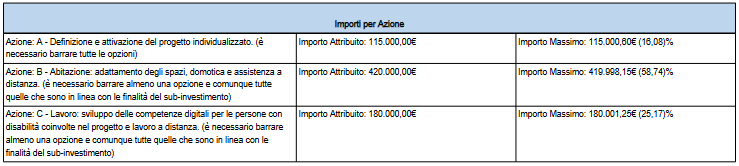 Importi per Azione
Azione: A - Definizione e attivazione del progetto individualizzato. (è
necessario barrare tutte le opzioni)
Importo Attribuito: 115.000,00€
Importo Massimo: 115.000,60€ (16,08)%
Azione: B - Abitazione: adattamento degli spazi, domotica e assistenza a
distanza. (è necessario barrare almeno una opzione e comunque tutte
quelle che sono in linea con le finalità del sub-investimento)
Importo Attribuito: 420.000,00€
Importo Massimo: 419.998,15€ (58,74)%
Azione: C - Lavoro: sviluppo delle competenze digitali per le persone con
disabilità coinvolte nel progetto e lavoro a distanza. (è necessario barrare
almeno una opzione e comunque tutte quelle che sono in linea con le
finalità del sub-investimento)
Importo Attribuito: 180.000,00€
Importo Massimo: 180.001,25€ (25,17)%